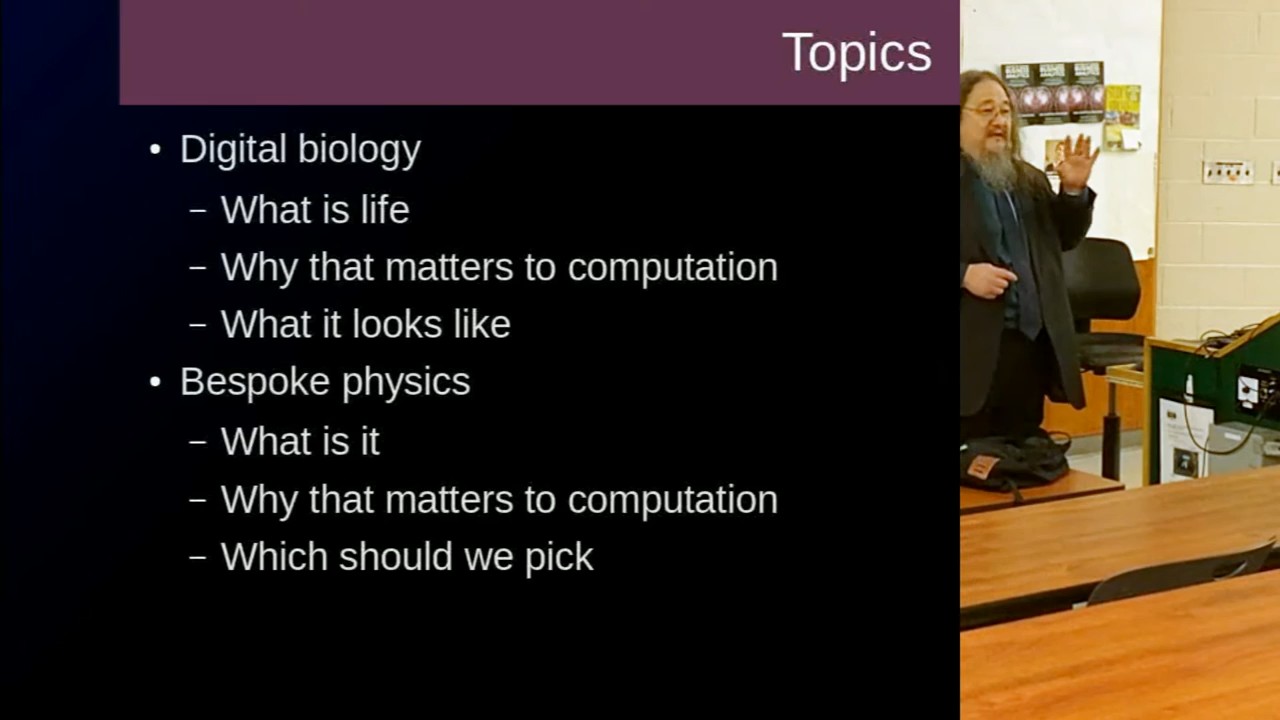 Topics
• Digital biology
– What is life
– Why that matters to computation
– What it looks like
• Bespoke physics
– What is it
– Why that matters to computation
– Which should we pick